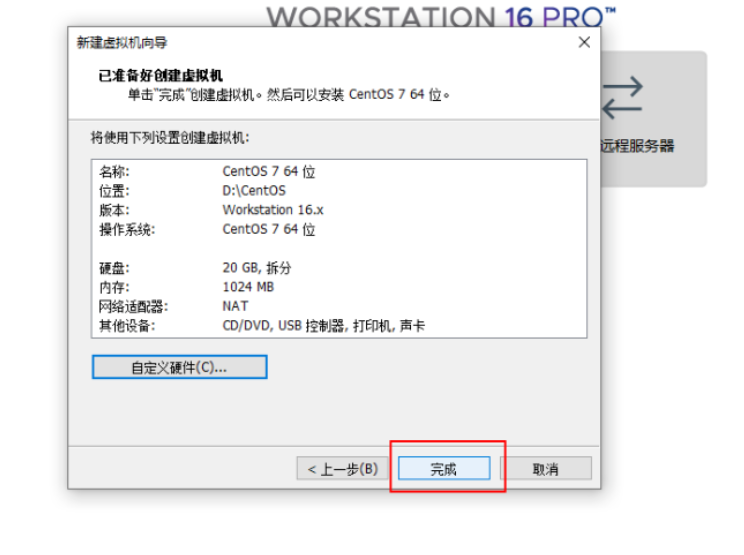 WORKSTATION 16 PRO™
新建虚拟机向导
已准备好创建虚拟机
单击"完成"创建虚拟机。然后可以安装 CentOS 7 64 位。
远程服务器
将使用下列设置创建虚拟机:
名称: CentOS 7 64 位
位置: D:\CentOS
版本: Workstation 16.x
操作系统: CentOS 7 64 位
硬盘: 20 GB, 拆分
内存: 1024 MB
网络适配器: NAT
其他设备: CD/DVD, USB 控制器, 打印机, 声卡
自定义硬件(C)...
< 上一步(B)
完成
取消